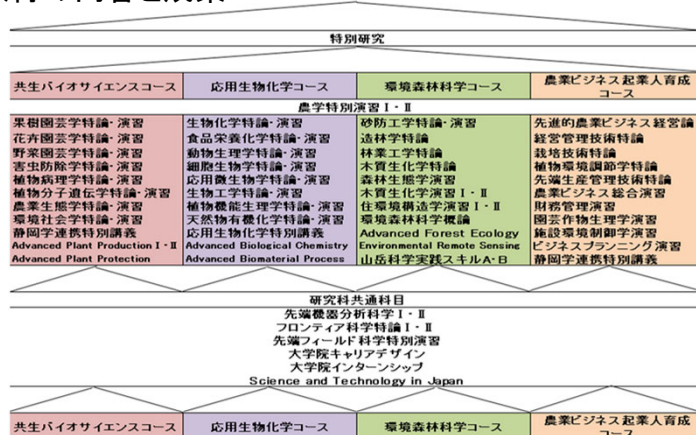 特別研究
共生バイオサイエンスコース
応用生物化学コース
環境森林科学コース
農業ビジネス起業人育成
コース
農学特別演習Ⅰ・Ⅱ
果樹園芸学特論・演習
花卉園芸学特論・演習
野菜園芸学特論・演習
害虫防除学特論・演習
植物病理学特論・演習
植物分子遺伝学特論・演習
農業生態学特論・演習
環境社会学特論・演習
静岡学連携特別講義
Advanced Plant Production Ⅰ・Ⅱ
Advanced Plant Protection
生物化学特論・演習
食品栄養化学特論・演習
動物生理学特論・演習
細胞生物学特論・演習
応用微生物学特論・演習
生物工学特論・演習
植物機能生理学特論・演習
天然物有機化学特論・演習
応用生物化学特別講義
Advanced Biological Chemistry
Advanced Biomaterial Process
砂防工学特論・演習
造林学特論
林業工学特論
木質生化学特論
森林生態学演習
木質生化学演習Ⅰ・Ⅱ
住環境構造学演習Ⅰ・Ⅱ
環境森林科学概論
Advanced Forest Ecology
Environmental Remote Sensing
山岳科学実践スキルA・B
先進的農業ビジネス経営論
経営管理技術特論
栽培技術特論
植物環境調節学特論
先端生産管理技術特論
農業ビジネス総合演習
財務管理演習
園芸作物生理学演習
施設環境制御学演習
ビジネスプランニング演習
静岡学連携特別講義
研究科共通科目
先端機器分析科学Ⅰ・Ⅱ
フロンティア科学特論Ⅰ・Ⅱ
先端フィールド科学特別演習
大学院キャリアデザイン
大学院インターンシップ
Science and Technology in Japan
共生バイオサイエンスコース
応用生物化学コース
環境森林科学コース
農業ビジネス起業人育成
コース